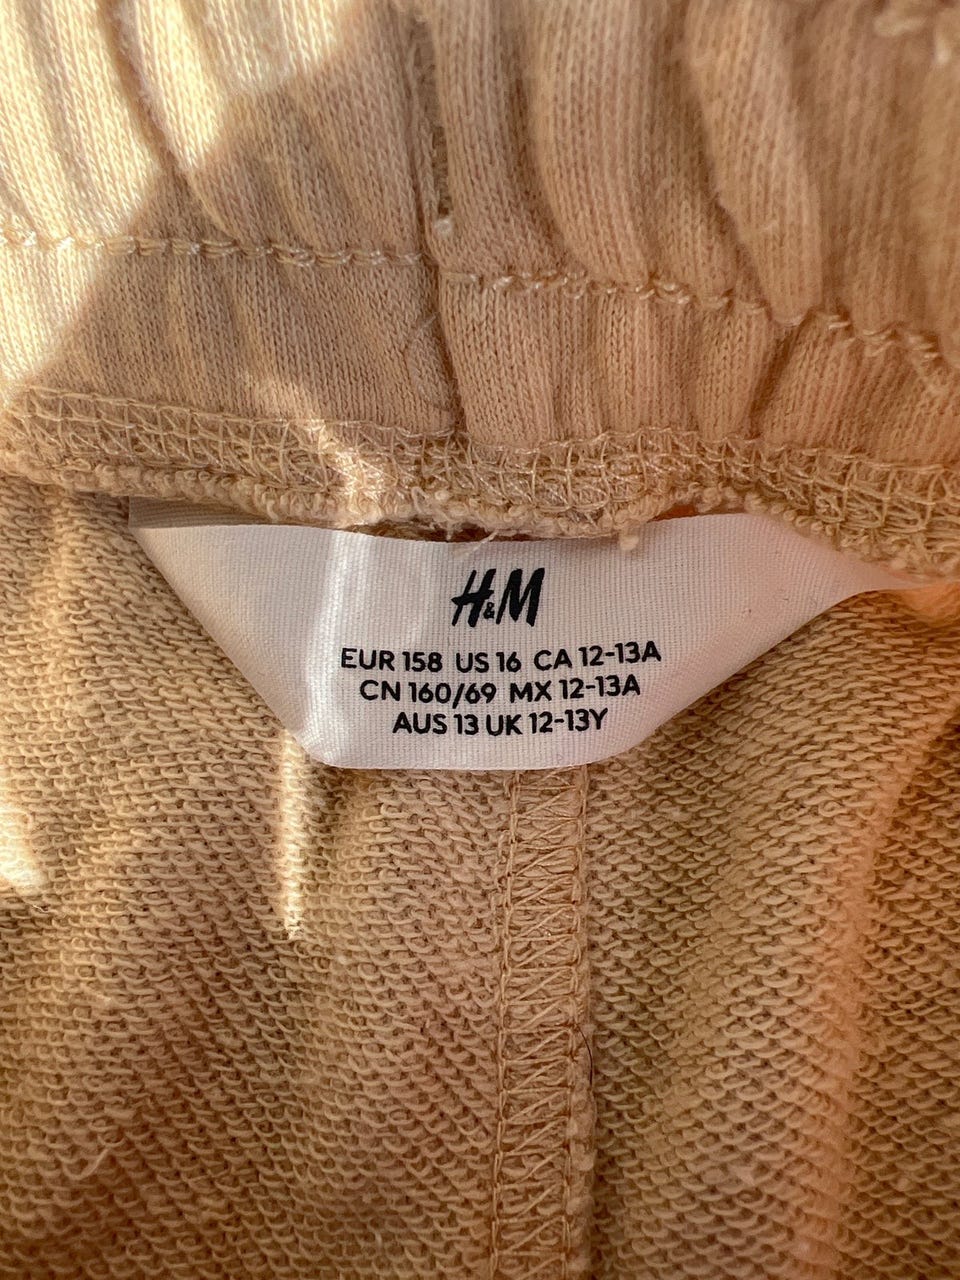 H&M
EUR 158 US 16 CA 12-13A
CN 160/69 MX 12-13A
AUS 13 UK 12-13Y